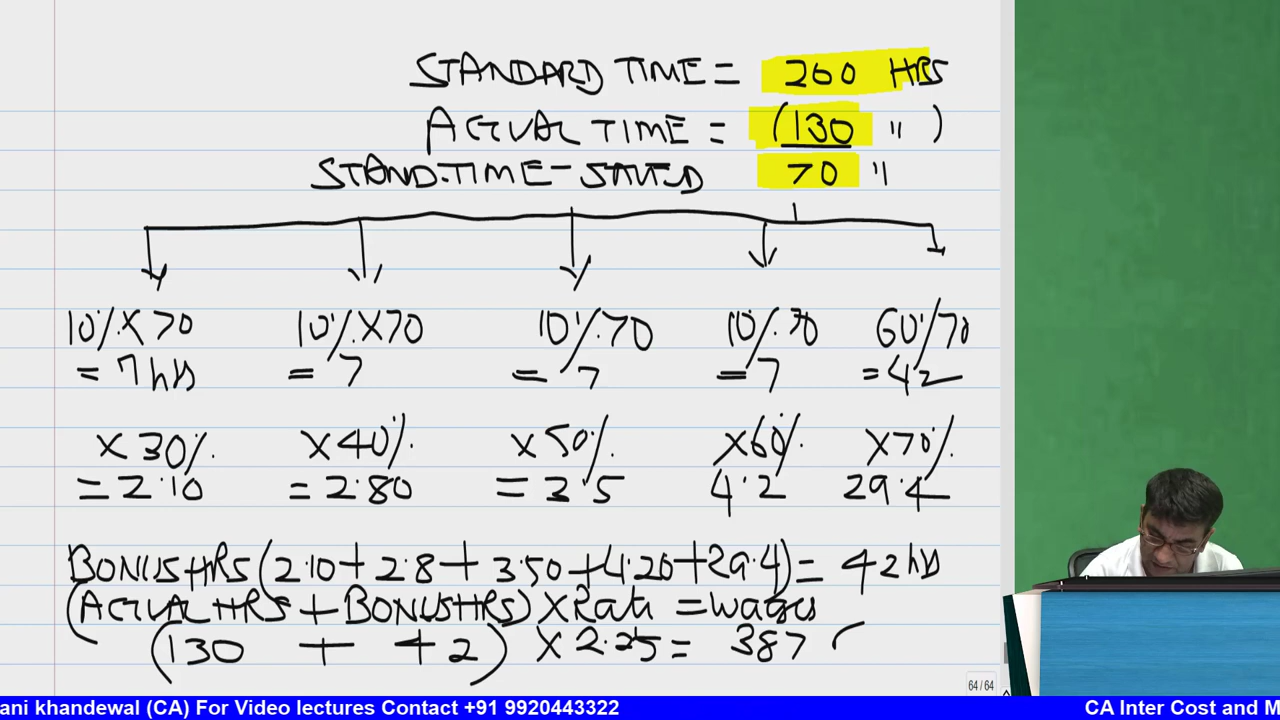 STANDARD TIME = 200 HRS
ACTUAL TIME = (130 " )
STAND.TIME-SAVED 70 "
10%X70 10%X70 10%70 10%70 60%70
= 7hrs = 7 = 7 = 7 = 42
X30% X40% X50% X60% X70%
= 2.10 = 2.80 = 3.5 4.2 29.4
BONUS HRS (2.10+2.8+3.50+4.20+29.4) = 42hrs
(ACTUAL HRS + BONUS HRS) X Rate = wages
(130 + 42) X 2.25 = 387 (
64/64
ani khandewal (CA) For Video lectures Contact +91 9920443322 CA Inter Cost and M